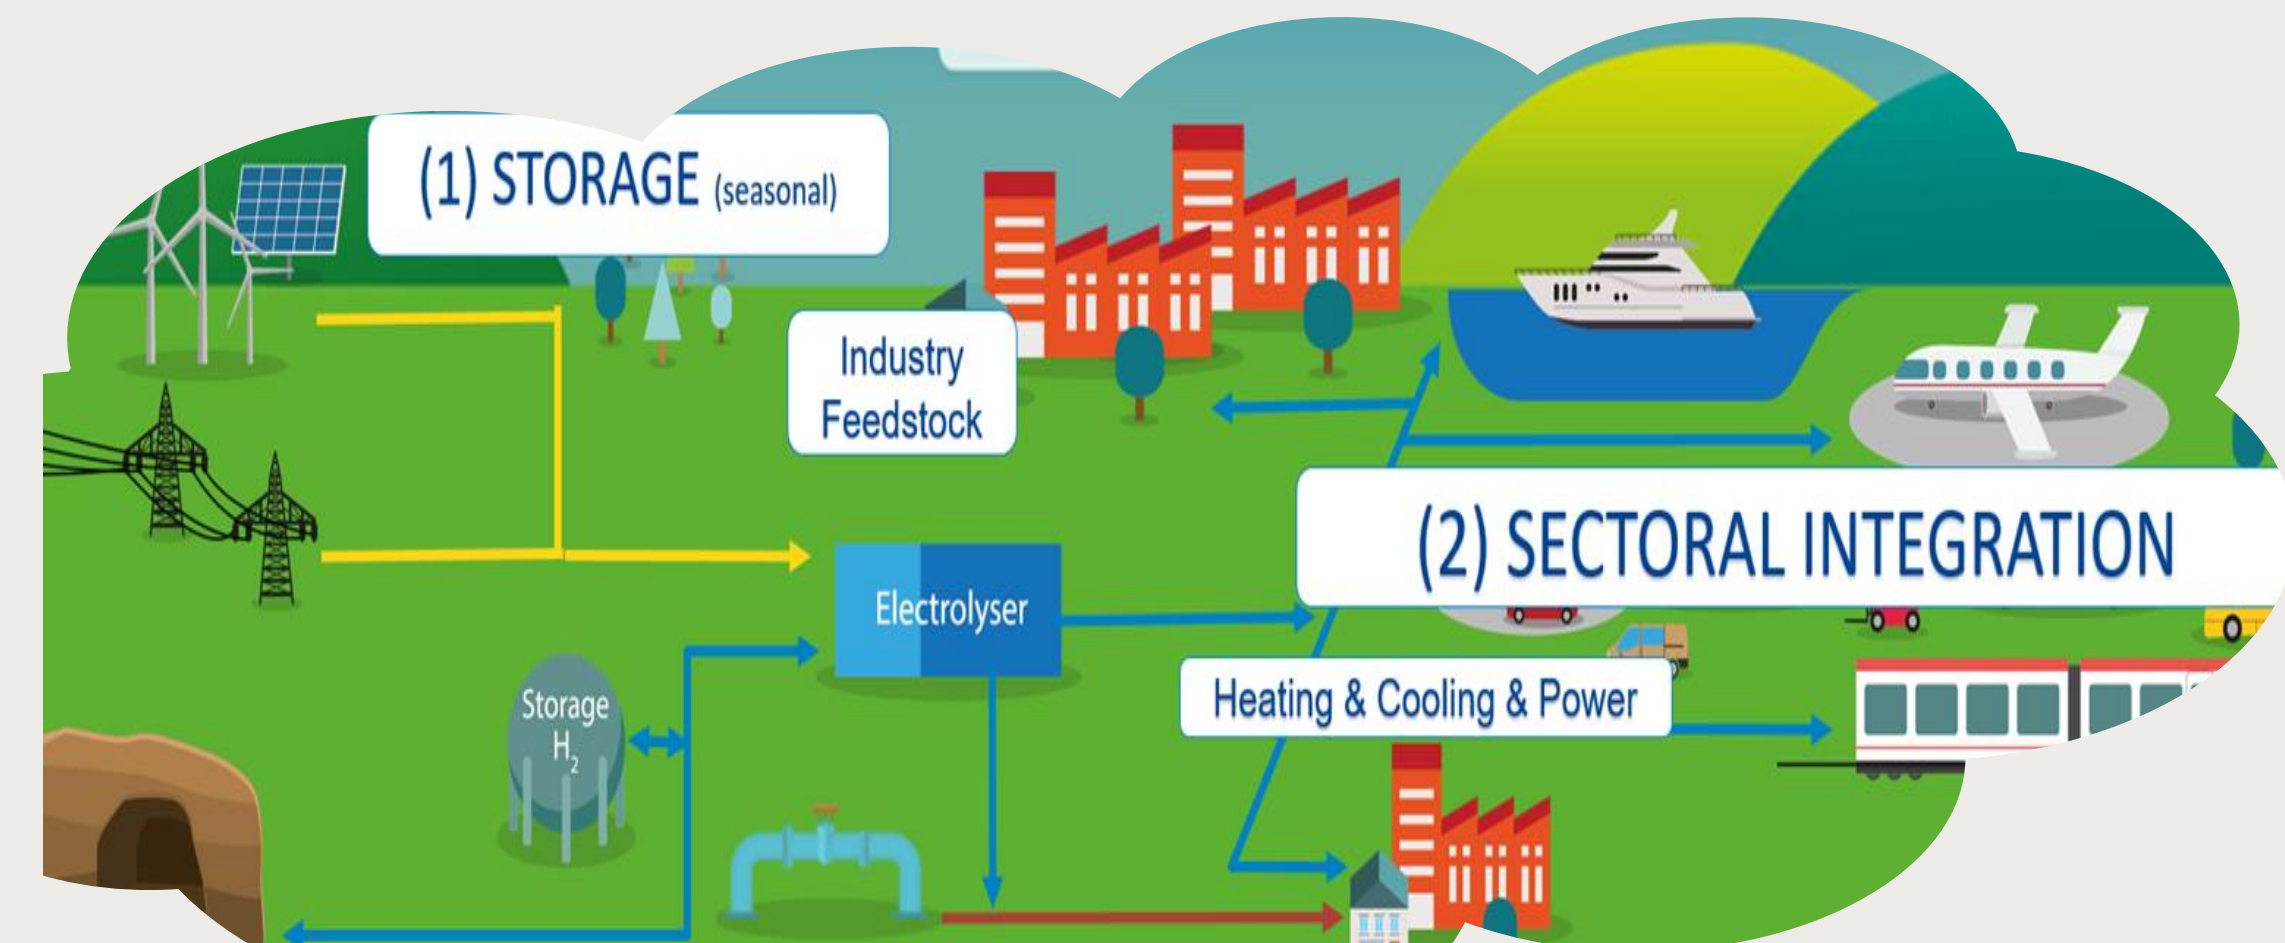 (1) STORAGE (seasonal)
Industry
Feedstock
(2) SECTORAL INTEGRATION
Electrolyser
Storage
H₂
Heating & Cooling & Power